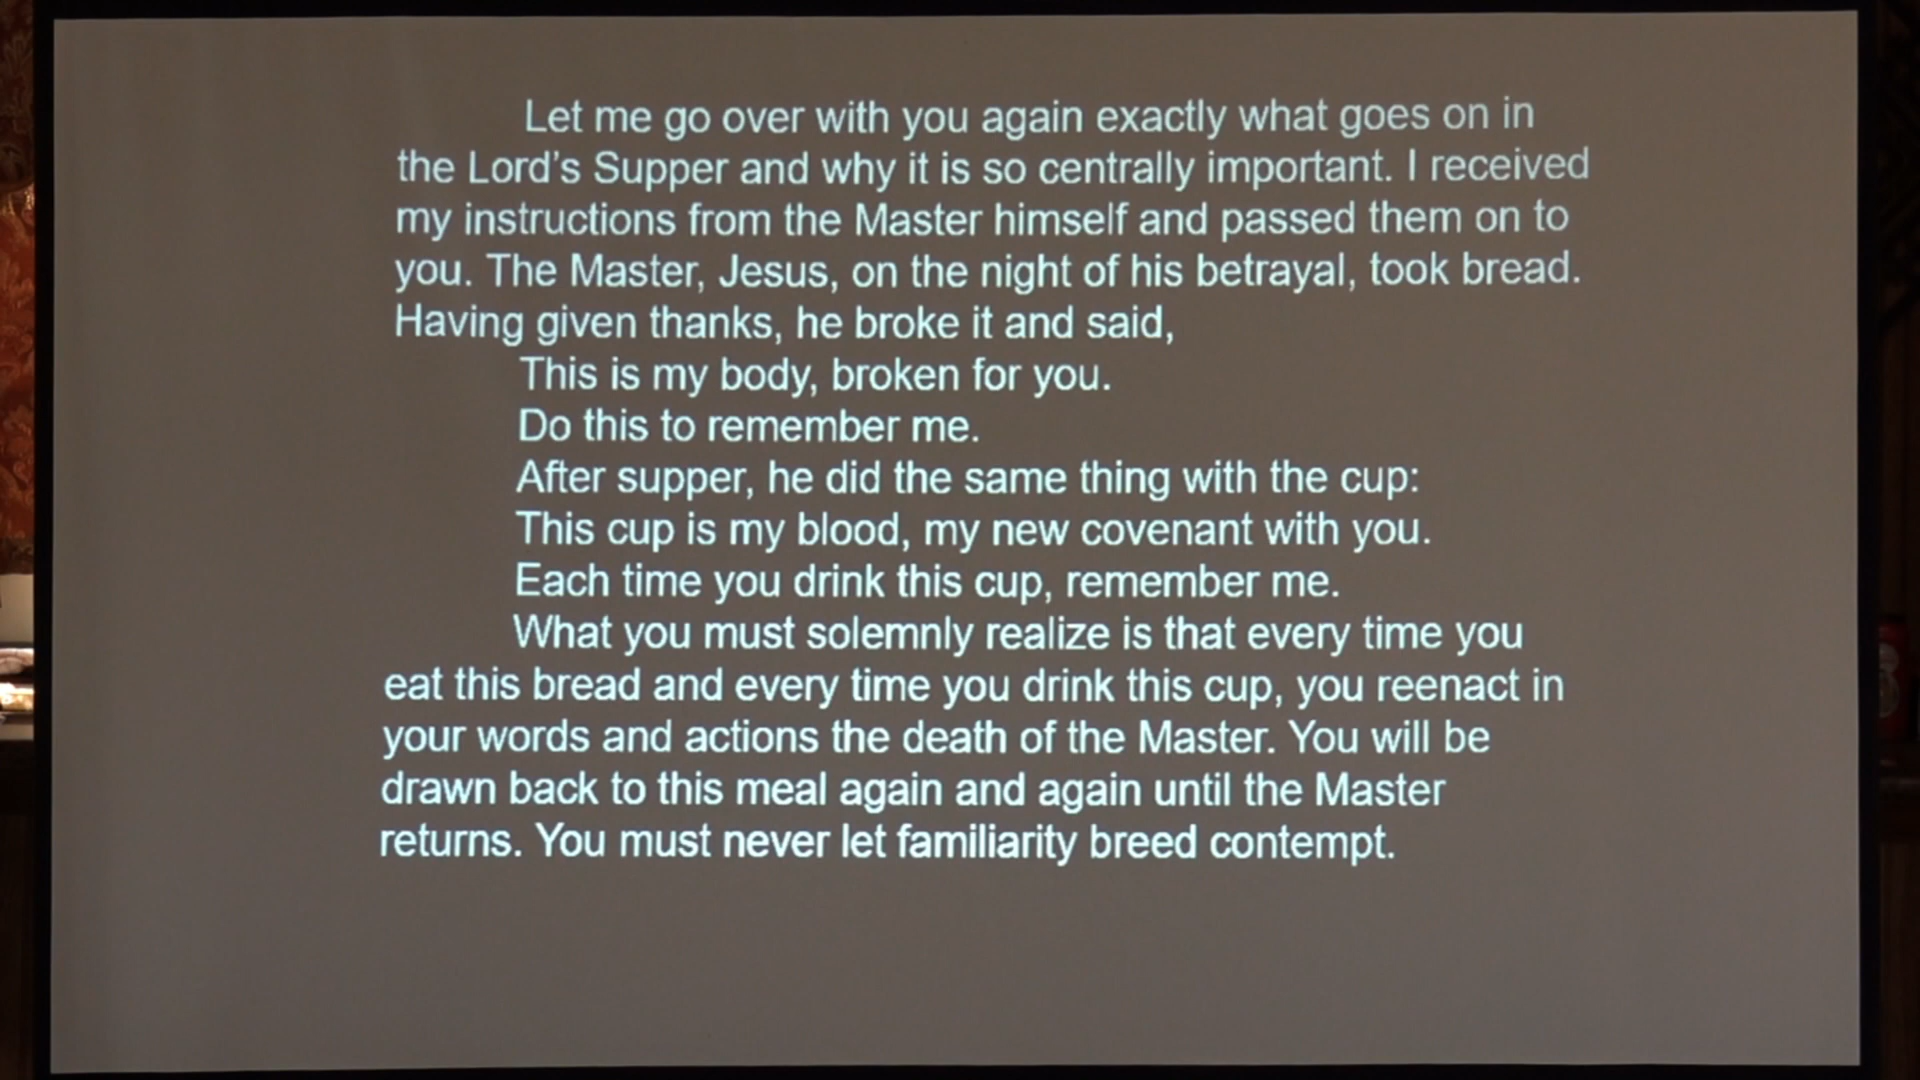 Let me go over with you again exactly what goes on in
the Lord's Supper and why it is so centrally important. I received
my instructions from the Master himself and passed them on to
you. The Master, Jesus, on the night of his betrayal, took bread.
Having given thanks, he broke it and said,
This is my body, broken for you.
Do this to remember me.
After supper, he did the same thing with the cup:
This cup is my blood, my new covenant with you.
Each time you drink this cup, remember me.
What you must solemnly realize is that every time you
eat this bread and every time you drink this cup, you reenact in
your words and actions the death of the Master. You will be
drawn back to this meal again and again until the Master
returns. You must never let familiarity breed contempt.